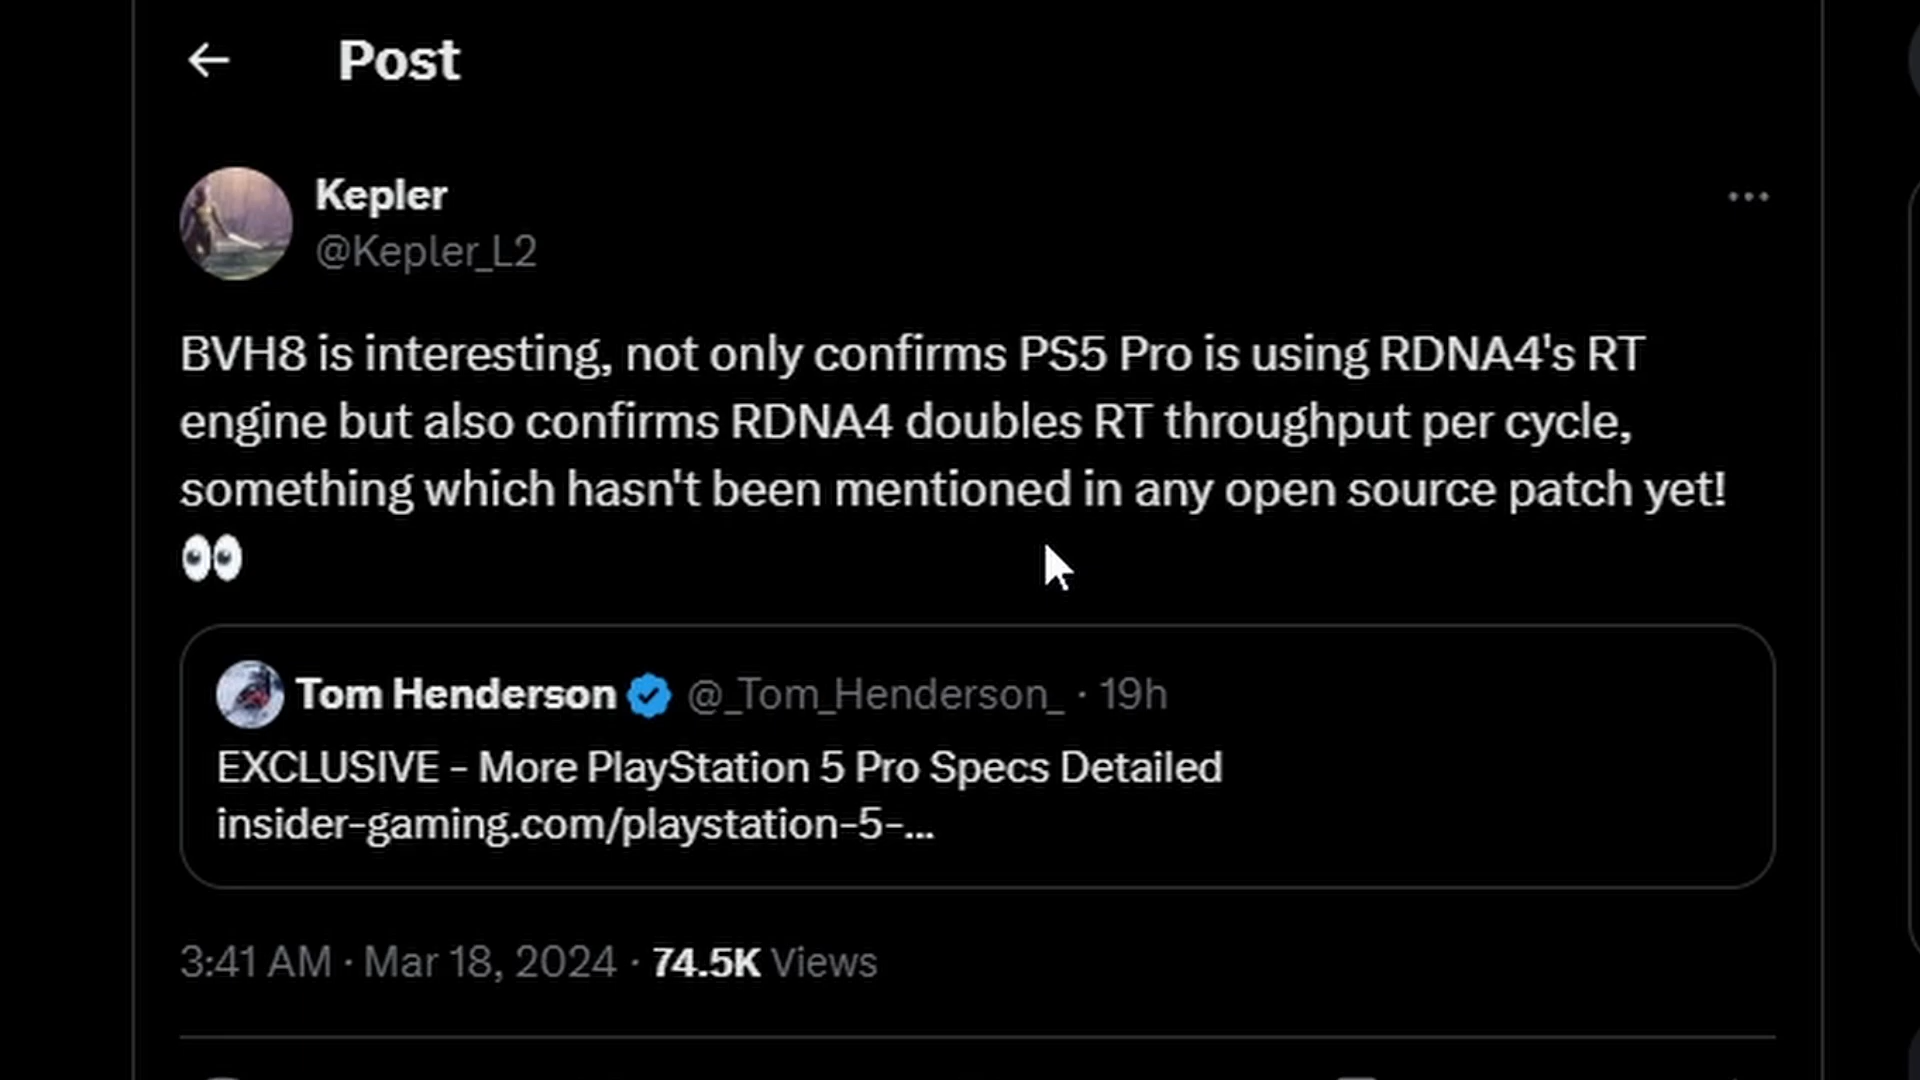 Post
Kepler
@Kepler_L2
BVH8 is interesting, not only confirms PS5 Pro is using RDNA4's RT
engine but also confirms RDNA4 doubles RT throughput per cycle,
something which hasn't been mentioned in any open source patch yet!
👀
Tom Henderson @_Tom_Henderson_ · 19h
EXCLUSIVE - More PlayStation 5 Pro Specs Detailed
insider-gaming.com/playstation-5-...
3:41 AM · Mar 18, 2024 · 74.5K Views